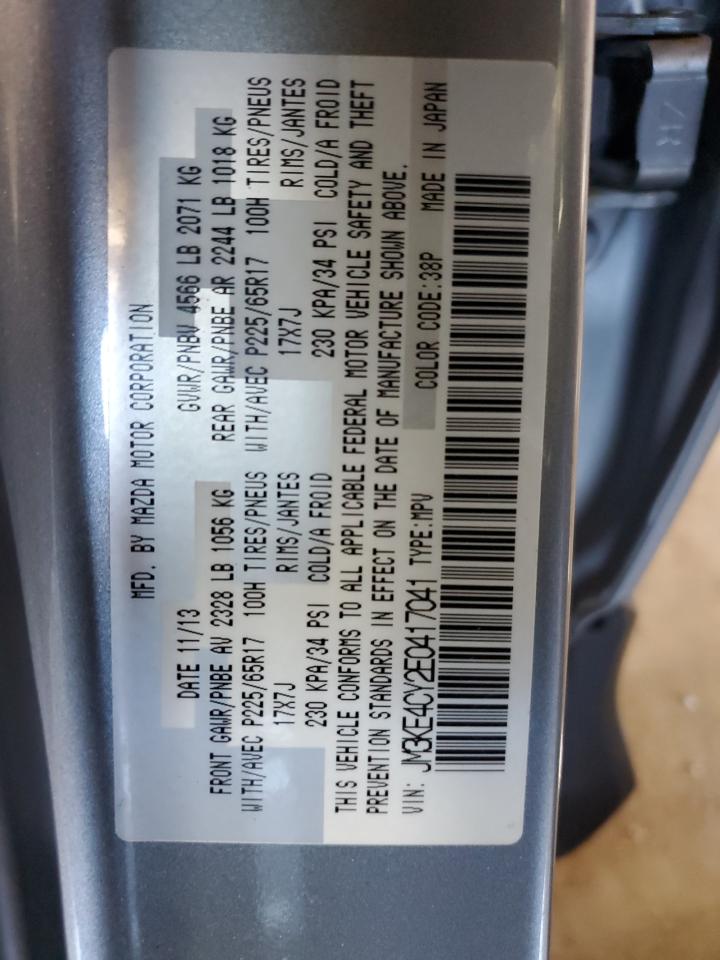 MFD. BY MAZDA MOTOR CORPORATION
DATE 11/13 GVWR/PNBV 4566 LB 2071 KG
FRONT GAWR/PNBE AV 2328 LB 1056 KG REAR GAWR/PNBE AR 2244 LB 1018 KG
WITH/AVEC P225/65R17 100H TIRES/PNEUS WITH/AVEC P225/65R17 100H TIRES/PNEUS
17X7J RIMS/JANTES 17X7J RIMS/JANTES
230 KPA/34 PSI COLD/A FROID 230 KPA/34 PSI COLD/A FROID
THIS VEHICLE CONFORMS TO ALL APPLICABLE FEDERAL MOTOR VEHICLE SAFETY AND THEFT
PREVENTION STANDARDS IN EFFECT ON THE DATE OF MANUFACTURE SHOWN ABOVE.
VIN: JM3KE4CY2E0417041 TYPE:MPV COLOR CODE:38P MADE IN JAPAN